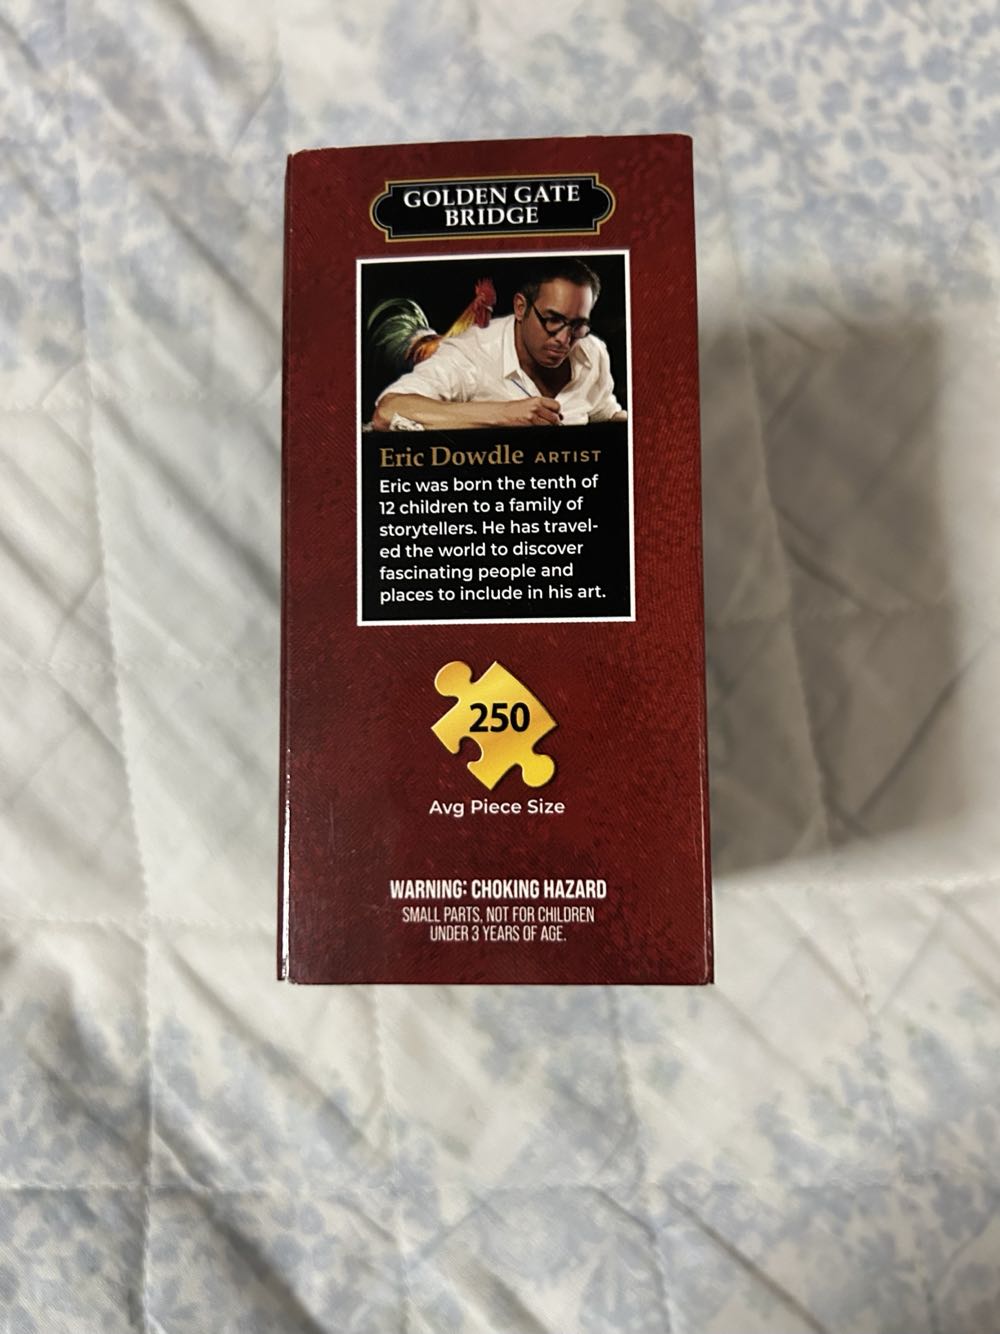 GOLDEN GATE
BRIDGE
Eric Dowdle ARTIST
Eric was born the tenth of
12 children to a family of
storytellers. He has travel-
ed the world to discover
fascinating people and
places to include in his art.
250
Avg Piece Size
WARNING: CHOKING HAZARD
SMALL PARTS, NOT FOR CHILDREN
UNDER 3 YEARS OF AGE.